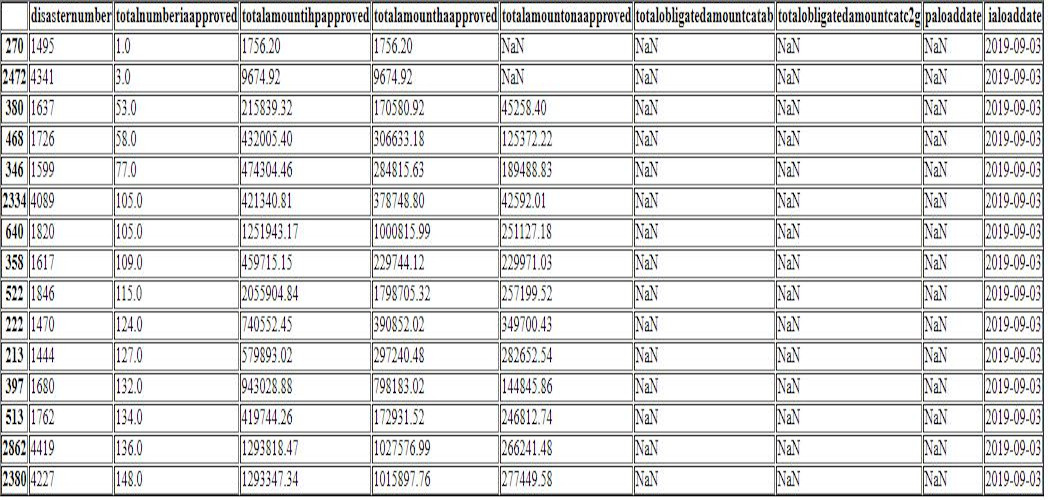 disasternumber totalnumberiaapproved totalamountihpapproved totalamounthaapproved totalamountonaapproved totalobligatedamountcatab totalobligatedamountcatc2g paloaddate ialoaddate
270 1495 1.0 1756.20 1756.20 NaN NaN NaN NaN 2019-09-03
2472 4341 3.0 9674.92 9674.92 NaN NaN NaN NaN 2019-09-03
380 1637 53.0 215839.32 170580.92 45258.40 NaN NaN NaN 2019-09-03
468 1726 58.0 432005.40 306633.18 125372.22 NaN NaN NaN 2019-09-03
346 1599 77.0 474304.46 284815.63 189488.83 NaN NaN NaN 2019-09-03
2334 4089 105.0 421340.81 378748.80 42592.01 NaN NaN NaN 2019-09-03
640 1820 105.0 1251943.17 1000815.99 251127.18 NaN NaN NaN 2019-09-03
358 1617 109.0 459715.15 229744.12 229971.03 NaN NaN NaN 2019-09-03
522 1846 115.0 2055904.84 1798705.32 257199.52 NaN NaN NaN 2019-09-03
222 1470 124.0 740552.45 390852.02 349700.43 NaN NaN NaN 2019-09-03
213 1444 127.0 579893.02 297240.48 282652.54 NaN NaN NaN 2019-09-03
397 1680 132.0 943028.88 798183.02 144845.86 NaN NaN NaN 2019-09-03
513 1762 134.0 419744.26 172931.52 246812.74 NaN NaN NaN 2019-09-03
2862 4419 136.0 1293818.47 1027576.99 266241.48 NaN NaN NaN 2019-09-03
2380 4227 148.0 1293347.34 1015897.76 277449.58 NaN NaN NaN 2019-09-03